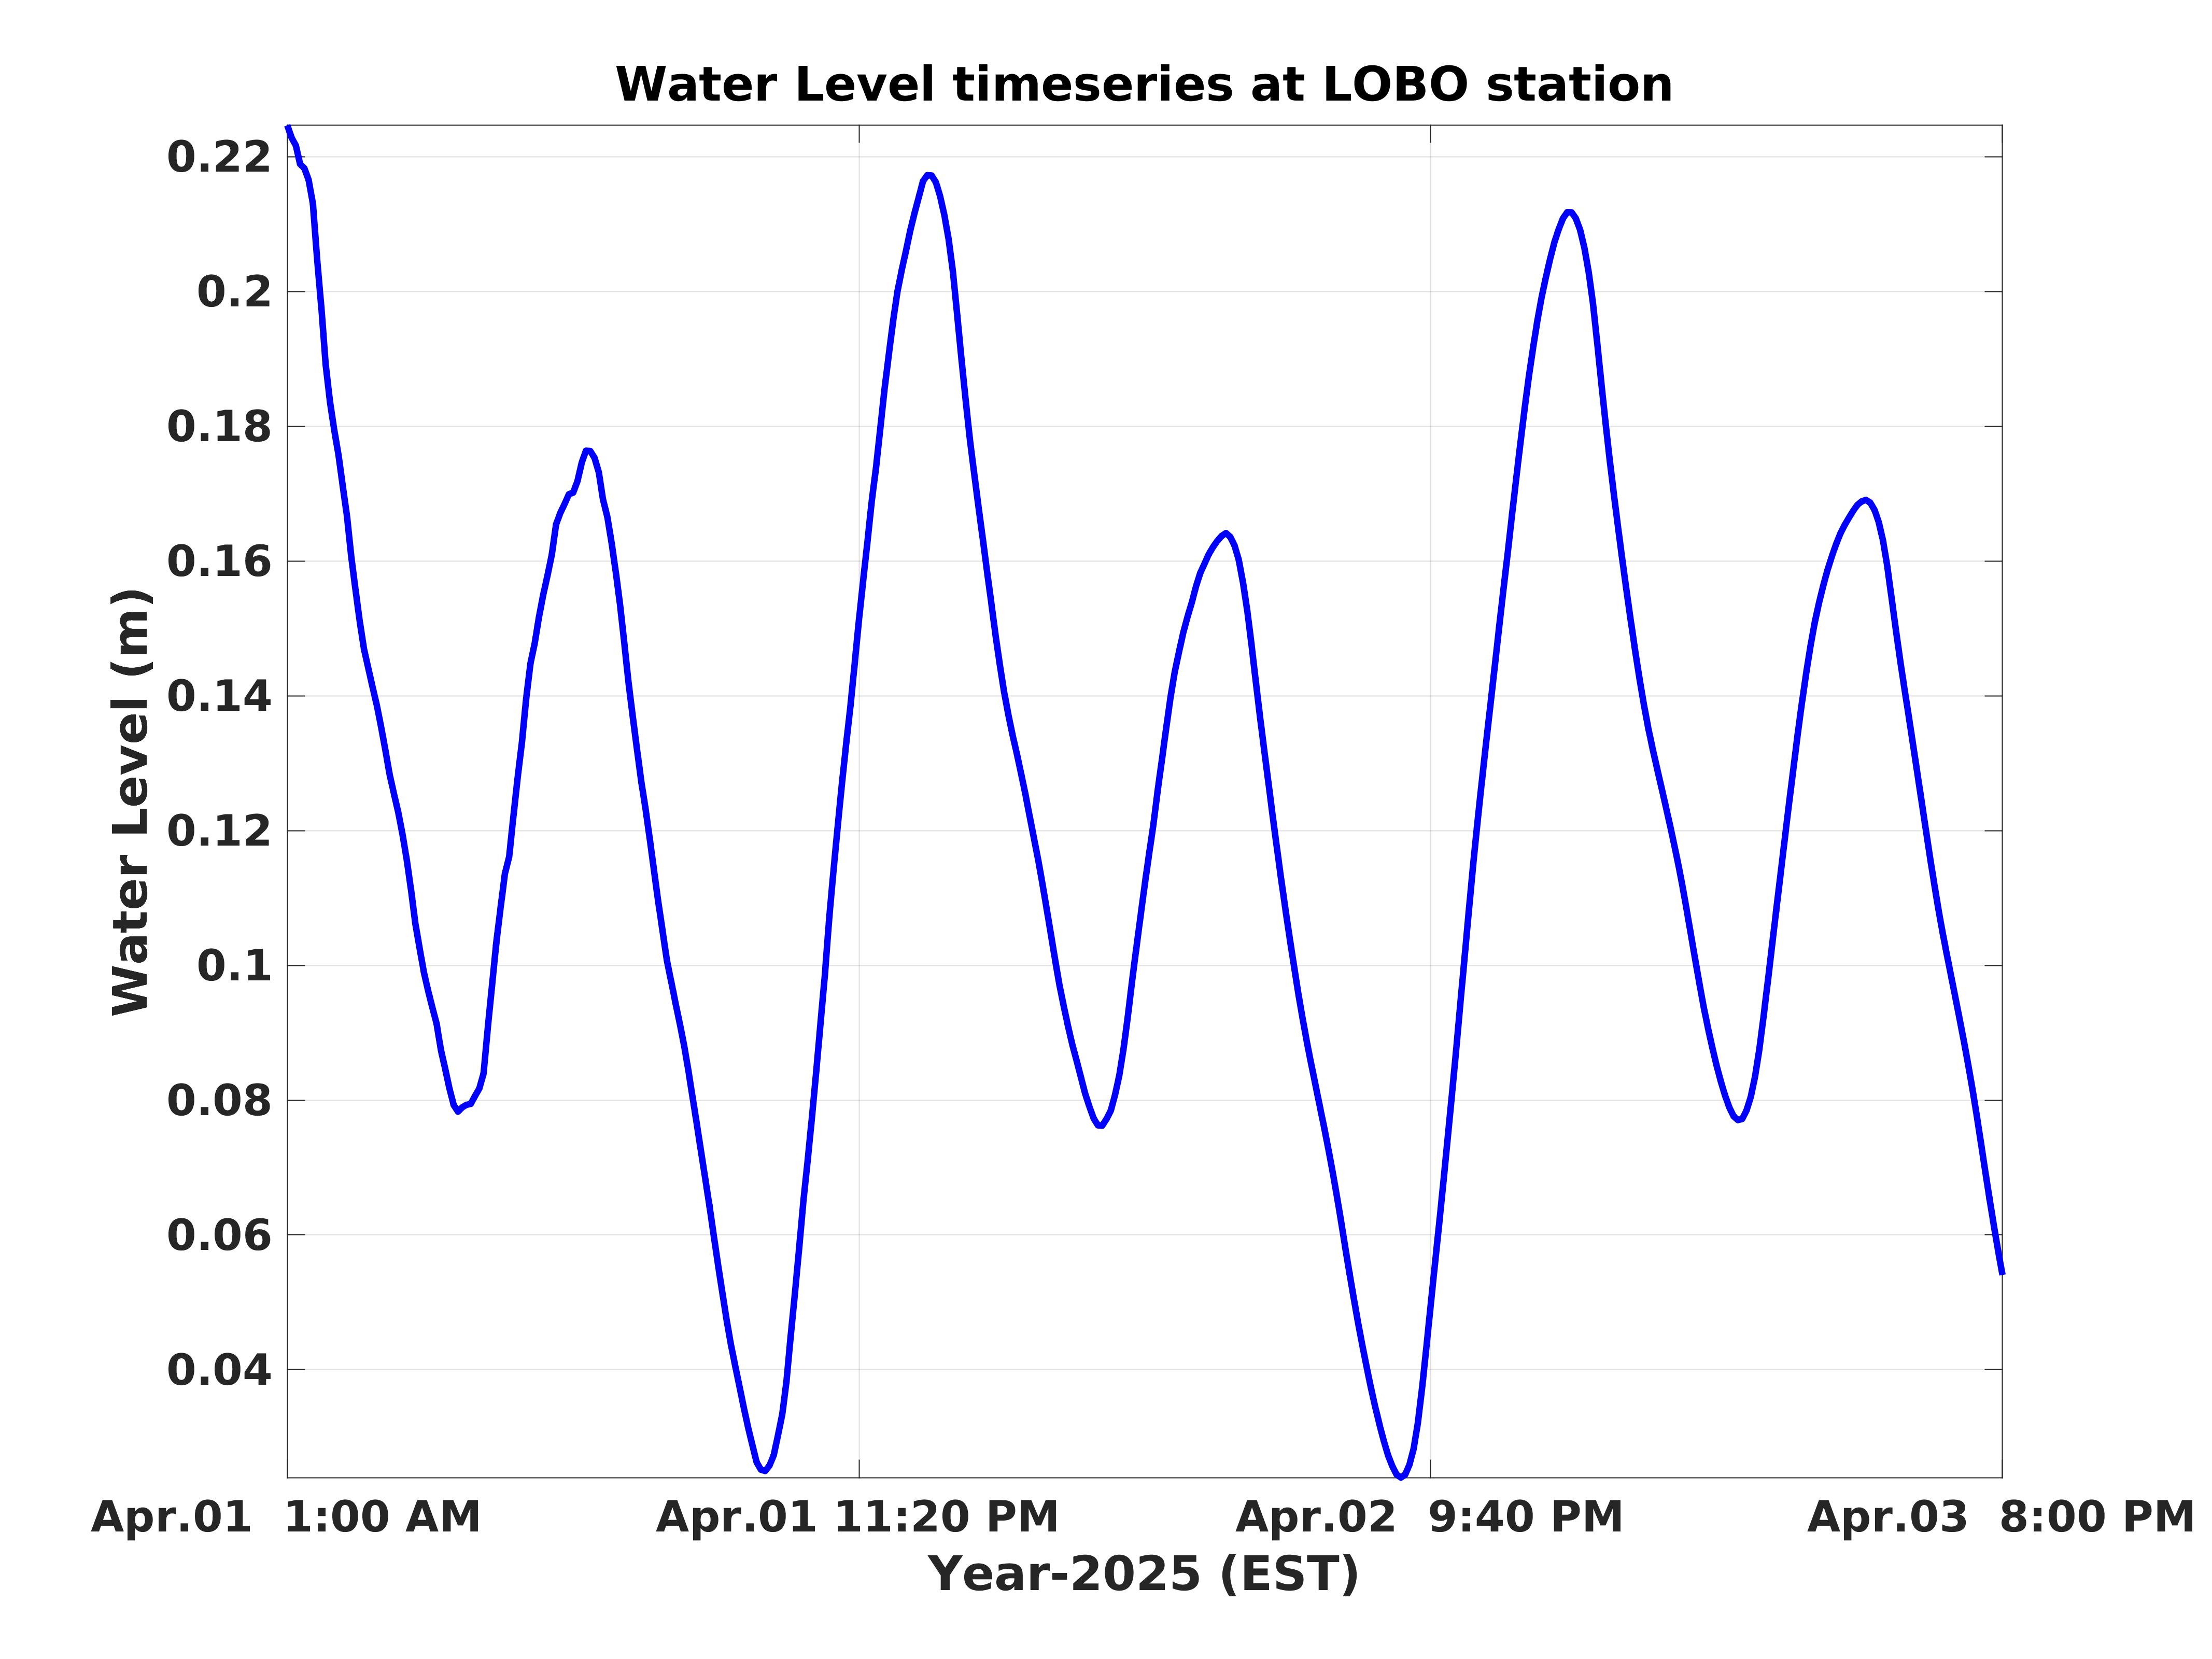 Water Level timeseries at LOBO station
Water Level (m)
0.22
0.2
0.18
0.16
0.14
0.12
0.1
0.08
0.06
0.04
Apr.01  1:00 AM
Apr.01 11:20 PM
Apr.02  9:40 PM
Apr.03  8:00 PM
Year-2025 (EST)